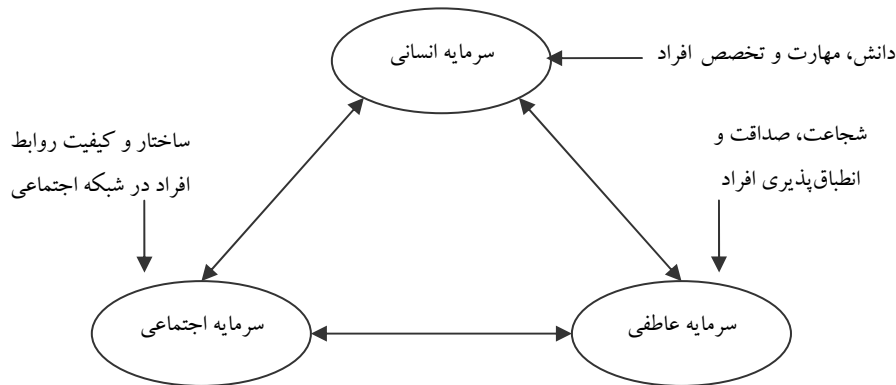 سرمایه انسانی
دانش، مهارت و تخصص افراد
شجاعت، صداقت و
انطباق‌پذیری افراد
ساختار و کیفیت روابط
افراد در شبکه اجتماعی
سرمایه عاطفی
سرمایه اجتماعی